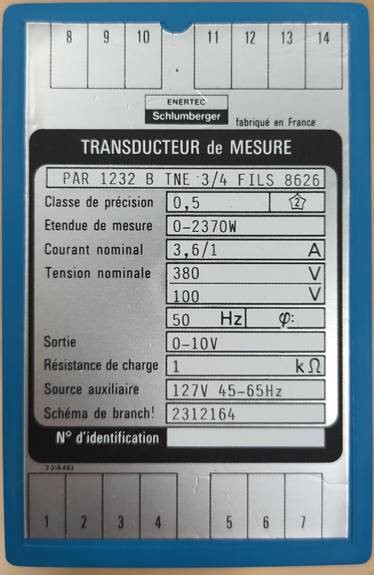 8 9 10 11 12 13 14
ENERTEC
Schlumberger fabriqué en France
TRANSDUCTEUR de MESURE
PAR 1232 B TNE 3/4 FILS 8626
Classe de précision 0,5 2
Etendue de mesure 0-2370W
Courant nominal 3,6/1 A
Tension nominale 380 V
100 V
50 Hz φ:
Sortie 0-10V
Résistance de charge 1 kΩ
Source auxiliaire 127V 45-65Hz
Schéma de branch! 2312164
N° d'identification
2318463
1 2 3 4 5 6 7